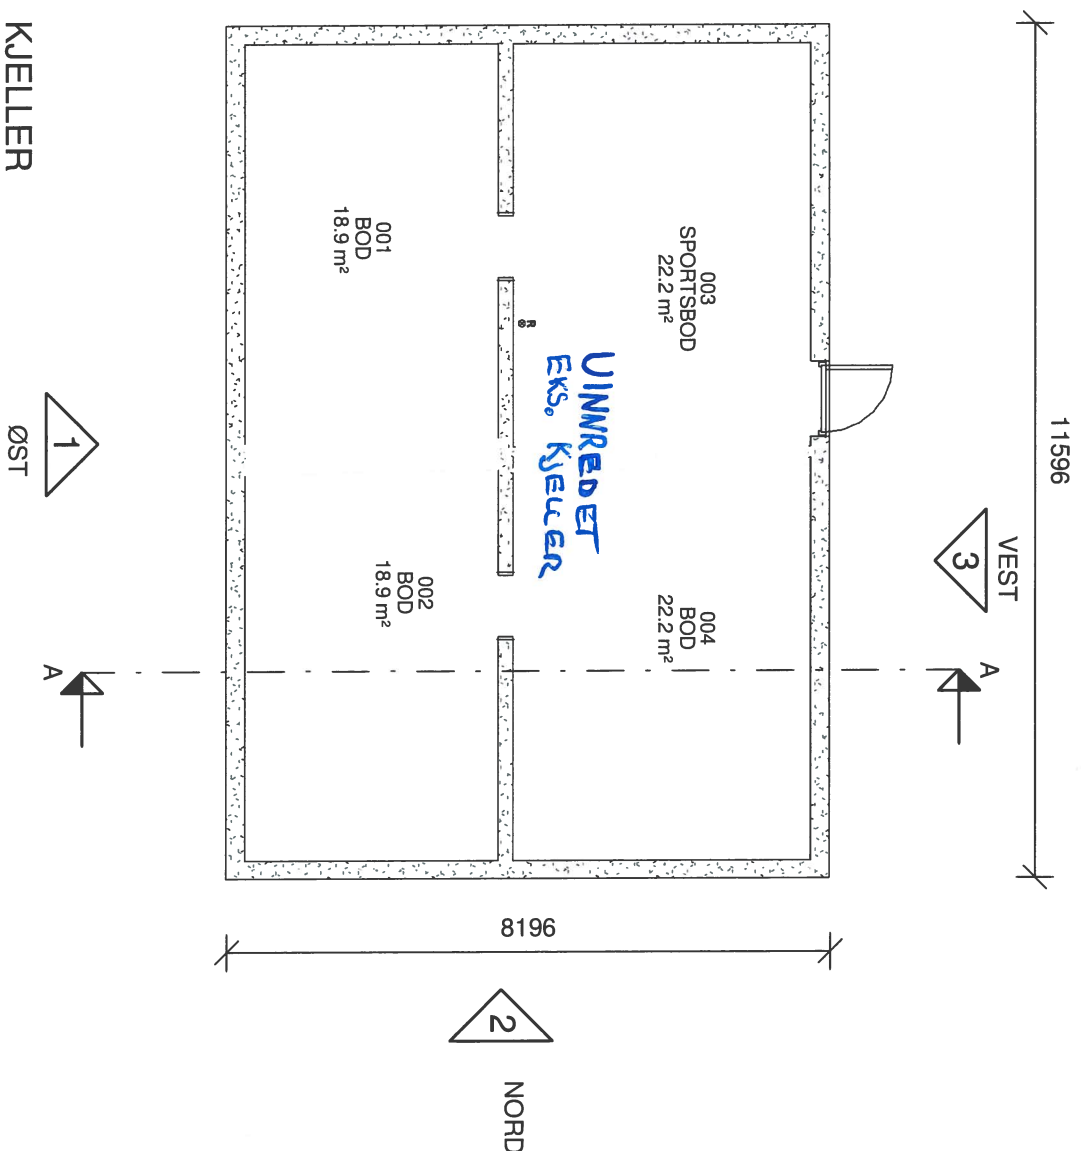 11596
VEST
3
A
003
SPORTSBOD
22.2 m²
004
BOD
22.2 m²
R
UINNREDET
EKS. KJELLER
001
BOD
18.9 m²
002
BOD
18.9 m²
8196
2
NORD
A
1
ØST
KJELLER